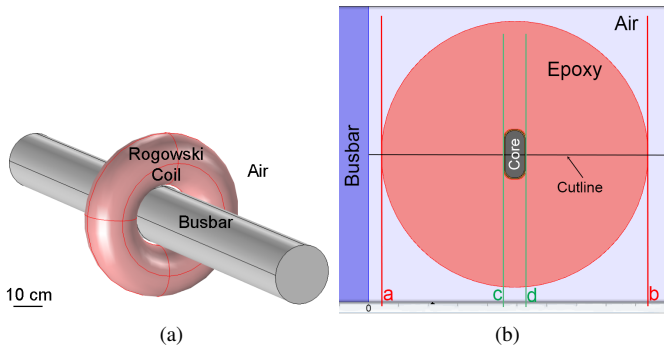 Rogowski
Coil
Air
Busbar
10 cm
(a)
Air
Epoxy
Busbar
Core
Cutline
a
c
d
b
0
(b)